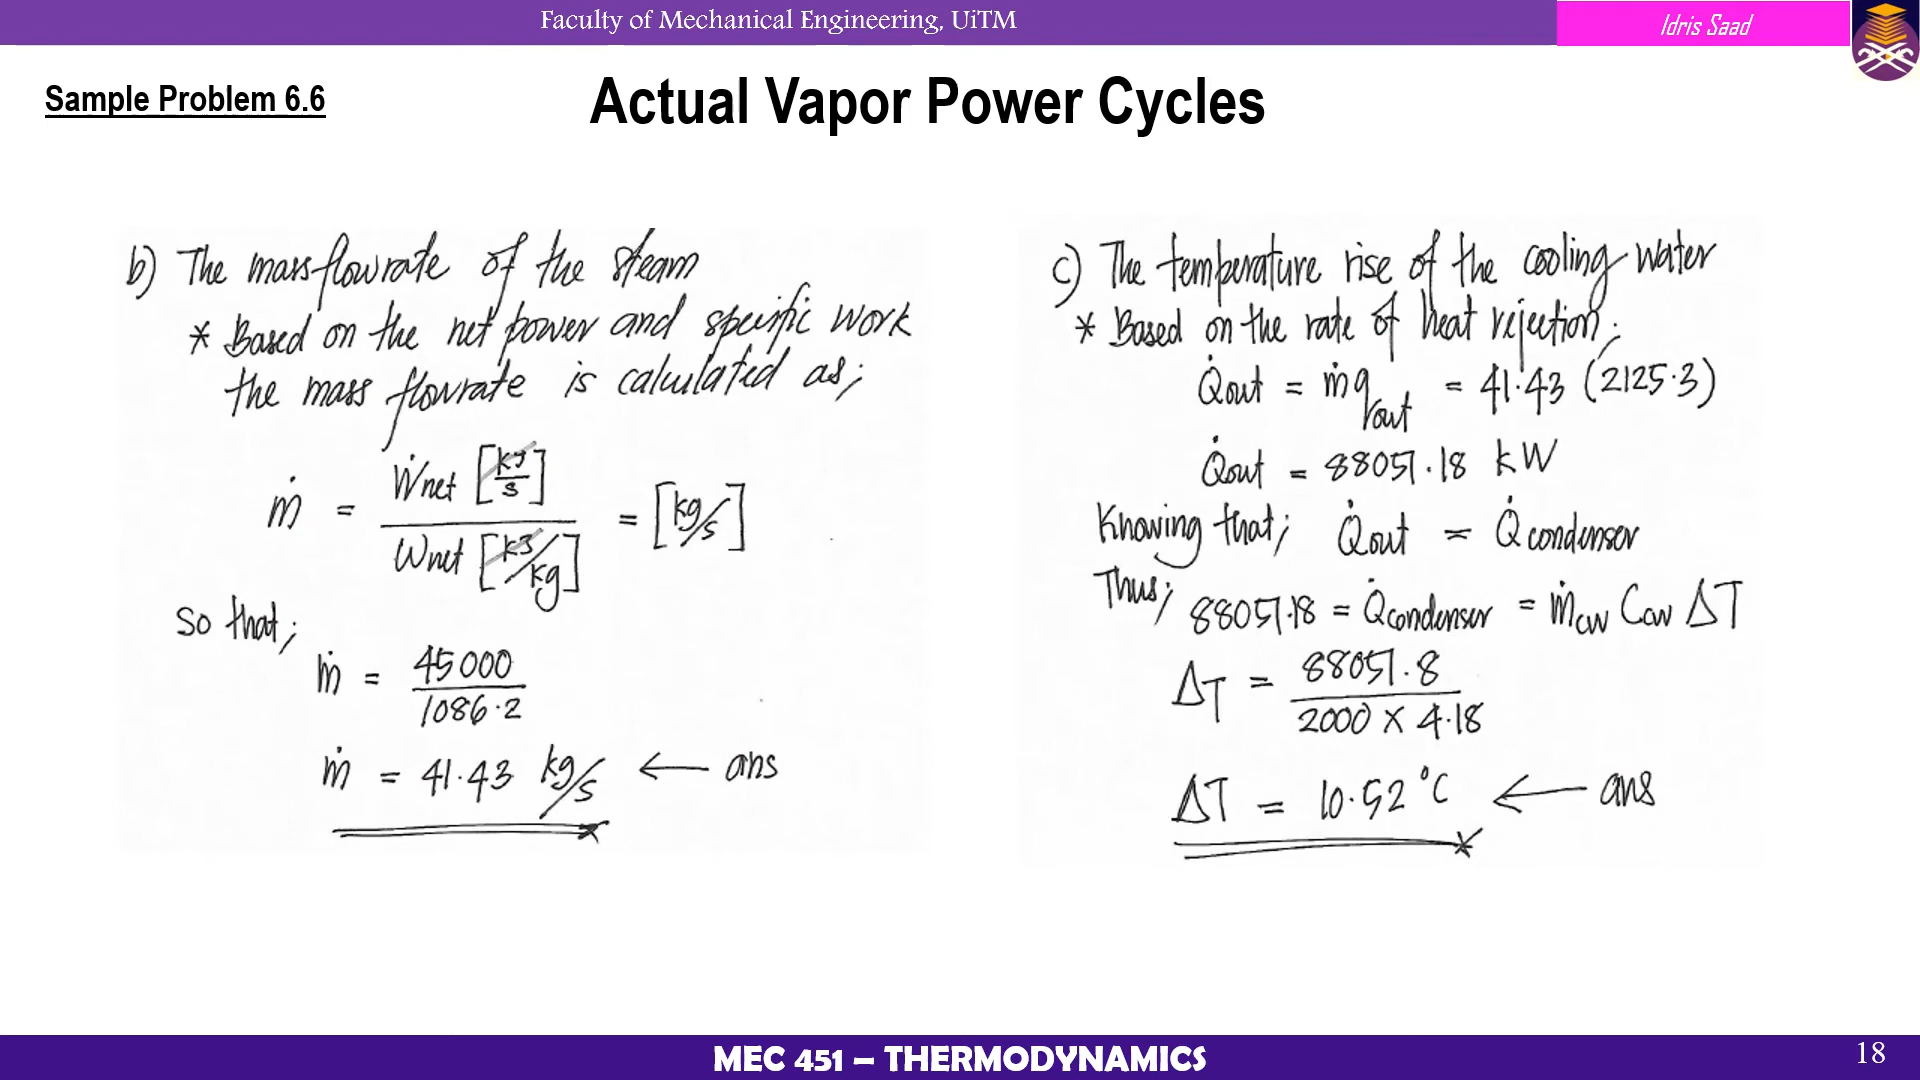 Faculty of Mechanical Engineering, UiTM
Idris Saad
Sample Problem 6.6
Actual Vapor Power Cycles
b) The mass flowrate of the steam
* Based on the net power and specific work
the mass flowrate is calculated as;
ṁ = Ẇnet [kJ/s] / Wnet [kJ/kg] = [kg/s]
So that;
ṁ = 45000 / 1086.2
ṁ = 41.43 kg/s ← ans
c) The temperature rise of the cooling water
* Based on the rate of heat rejection;
Q̇out = ṁqout = 41.43 (2125.3)
Q̇out = 88051.18 kW
Knowing that; Q̇out = Q̇condenser
Thus; 88051.18 = Q̇condenser = ṁcw Ccw ΔT
ΔT = 88051.8 / 2000 × 4.18
ΔT = 10.52 °C ← ans
MEC 451 – THERMODYNAMICS
18